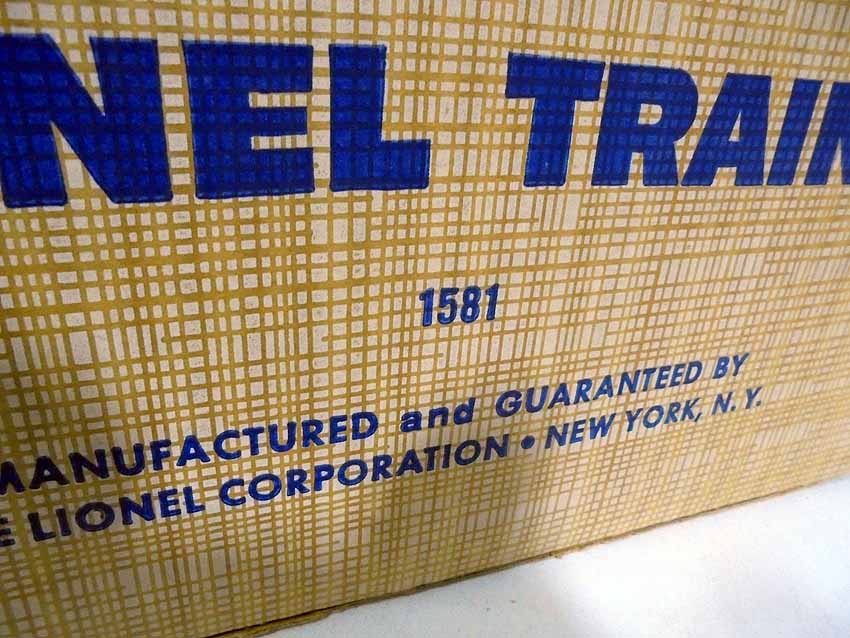 NEL TRAIN
1581
MANUFACTURED and GUARANTEED BY
E LIONEL CORPORATION • NEW YORK, N. Y.